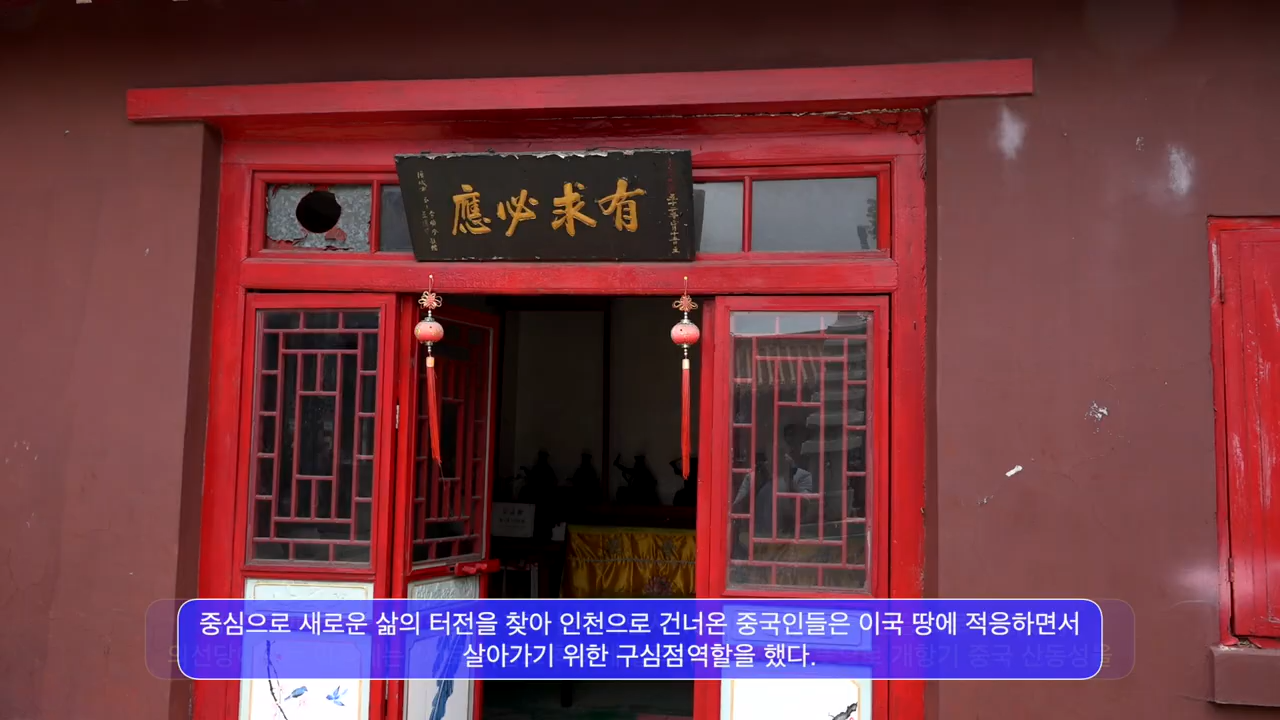 應必求有
중심으로 새로운 삶의 터전을 찾아 인천으로 건너온 중국인들은 이국 땅에 적응하면서
살아가기 위한 구심점역할을 했다.